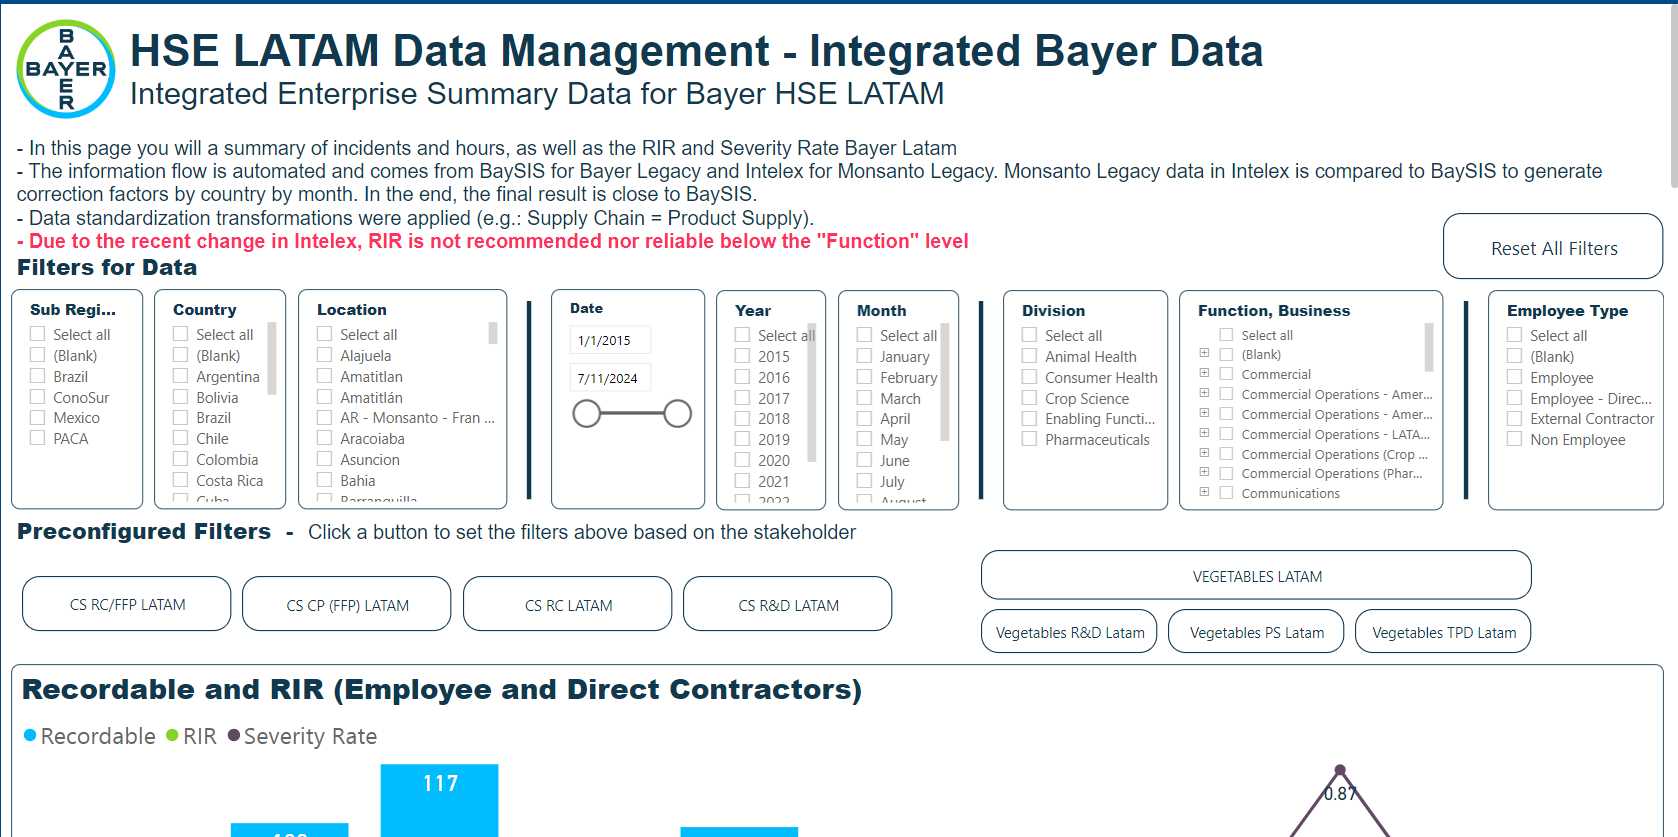 BAYER
BAYER
HSE LATAM Data Management - Integrated Bayer Data
Integrated Enterprise Summary Data for Bayer HSE LATAM
- In this page you will a summary of incidents and hours, as well as the RIR and Severity Rate Bayer Latam
- The information flow is automated and comes from BaySIS for Bayer Legacy and Intelex for Monsanto Legacy. Monsanto Legacy data in Intelex is compared to BaySIS to generate
correction factors by country by month. In the end, the final result is close to BaySIS.
- Data standardization transformations were applied (e.g.: Supply Chain = Product Supply).
- Due to the recent change in Intelex, RIR is not recommended nor reliable below the "Function" level
Reset All Filters
Filters for Data
Sub Regi...
Select all
(Blank)
Brazil
ConoSur
Mexico
PACA
Country
Select all
(Blank)
Argentina
Bolivia
Brazil
Chile
Colombia
Costa Rica
Cuba
Location
Select all
Alajuela
Amatitlan
Amatitlán
AR - Monsanto - Fran ...
Aracoiaba
Asuncion
Bahia
Barranquilla
Date
1/1/2015
7/11/2024
Year
Select all
2015
2016
2017
2018
2019
2020
2021
2022
Month
Select all
January
February
March
April
May
June
July
August
Division
Select all
Animal Health
Consumer Health
Crop Science
Enabling Functi...
Pharmaceuticals
Function, Business
Select all
(Blank)
Commercial
Commercial Operations - Amer...
Commercial Operations - Amer...
Commercial Operations - LATA...
Commercial Operations (Crop ...
Commercial Operations (Phar...
Communications
Employee Type
Select all
(Blank)
Employee
Employee - Direc...
External Contractor
Non Employee
Preconfigured Filters - Click a button to set the filters above based on the stakeholder
CS RC/FFP LATAM
CS CP (FFP) LATAM
CS RC LATAM
CS R&D LATAM
VEGETABLES LATAM
Vegetables R&D Latam
Vegetables PS Latam
Vegetables TPD Latam
Recordable and RIR (Employee and Direct Contractors)
Recordable RIR Severity Rate
117
0.87